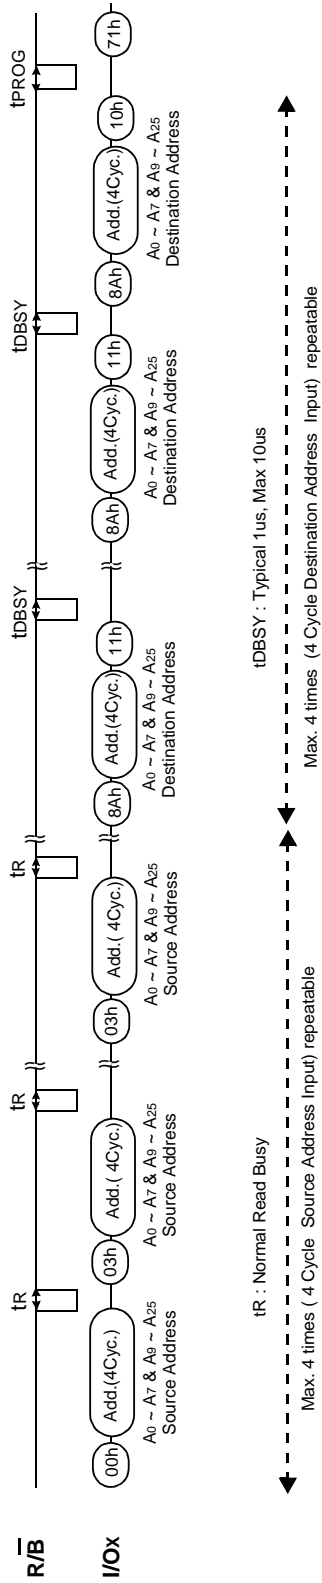 R/B
tR tR tR tDBSY tDBSY tPROG
I/Ox
00h Add.(4Cyc.) 03h Add.( 4Cyc.) 03h Add.( 4Cyc.) 8Ah Add.(4Cyc.) 11h 8Ah Add.(4Cyc.) 11h 8Ah Add.(4Cyc.) 10h 71h
A0 ~ A7 & A9 ~ A25 A0 ~ A7 & A9 ~ A25 A0 ~ A7 & A9 ~ A25 A0 ~ A7 & A9 ~ A25 A0 ~ A7 & A9 ~ A25 A0 ~ A7 & A9 ~ A25
Source Address Source Address Source Address Destination Address Destination Address Destination Address
tR : Normal Read Busy tDBSY : Typical 1us, Max 10us
Max. 4 times ( 4 Cycle Source Address Input) repeatable Max. 4 times (4 Cycle Destination Address Input) repeatable